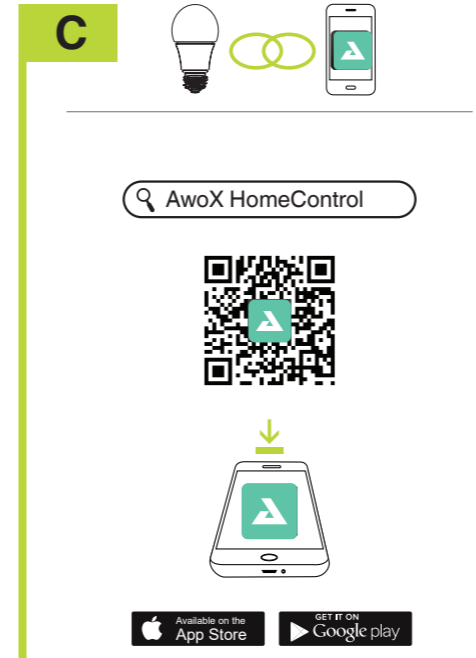 C
AwoX HomeControl
Available on the
App Store
GET IT ON
Google play